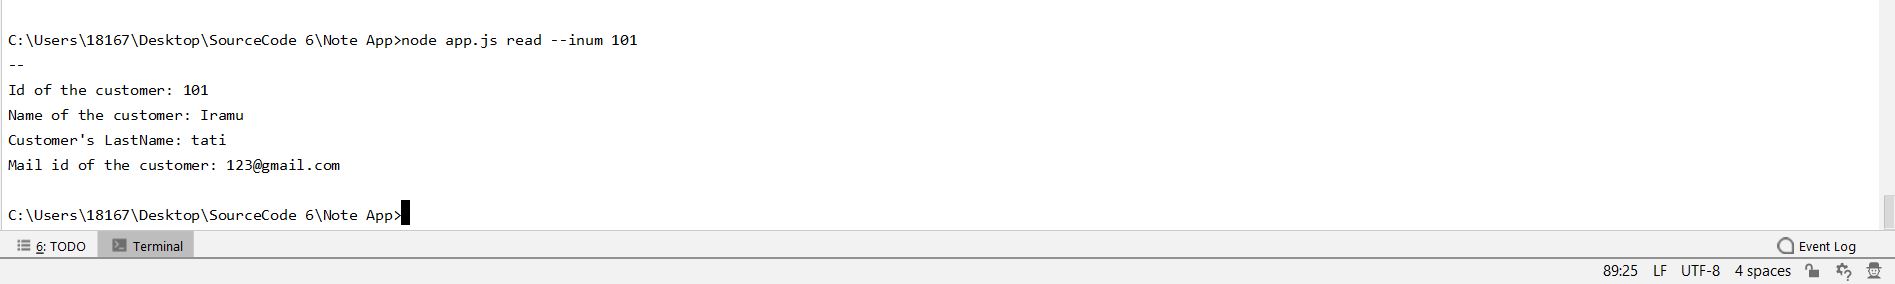 C:\Users\18167\Desktop\SourceCode 6\Note App>node app.js read --inum 101
--
Id of the customer: 101
Name of the customer: Iramu
Customer's LastName: tati
Mail id of the customer: 123@gmail.com
C:\Users\18167\Desktop\SourceCode 6\Note App>
6: TODO Terminal Event Log
89:25 LF UTF-8 4 spaces